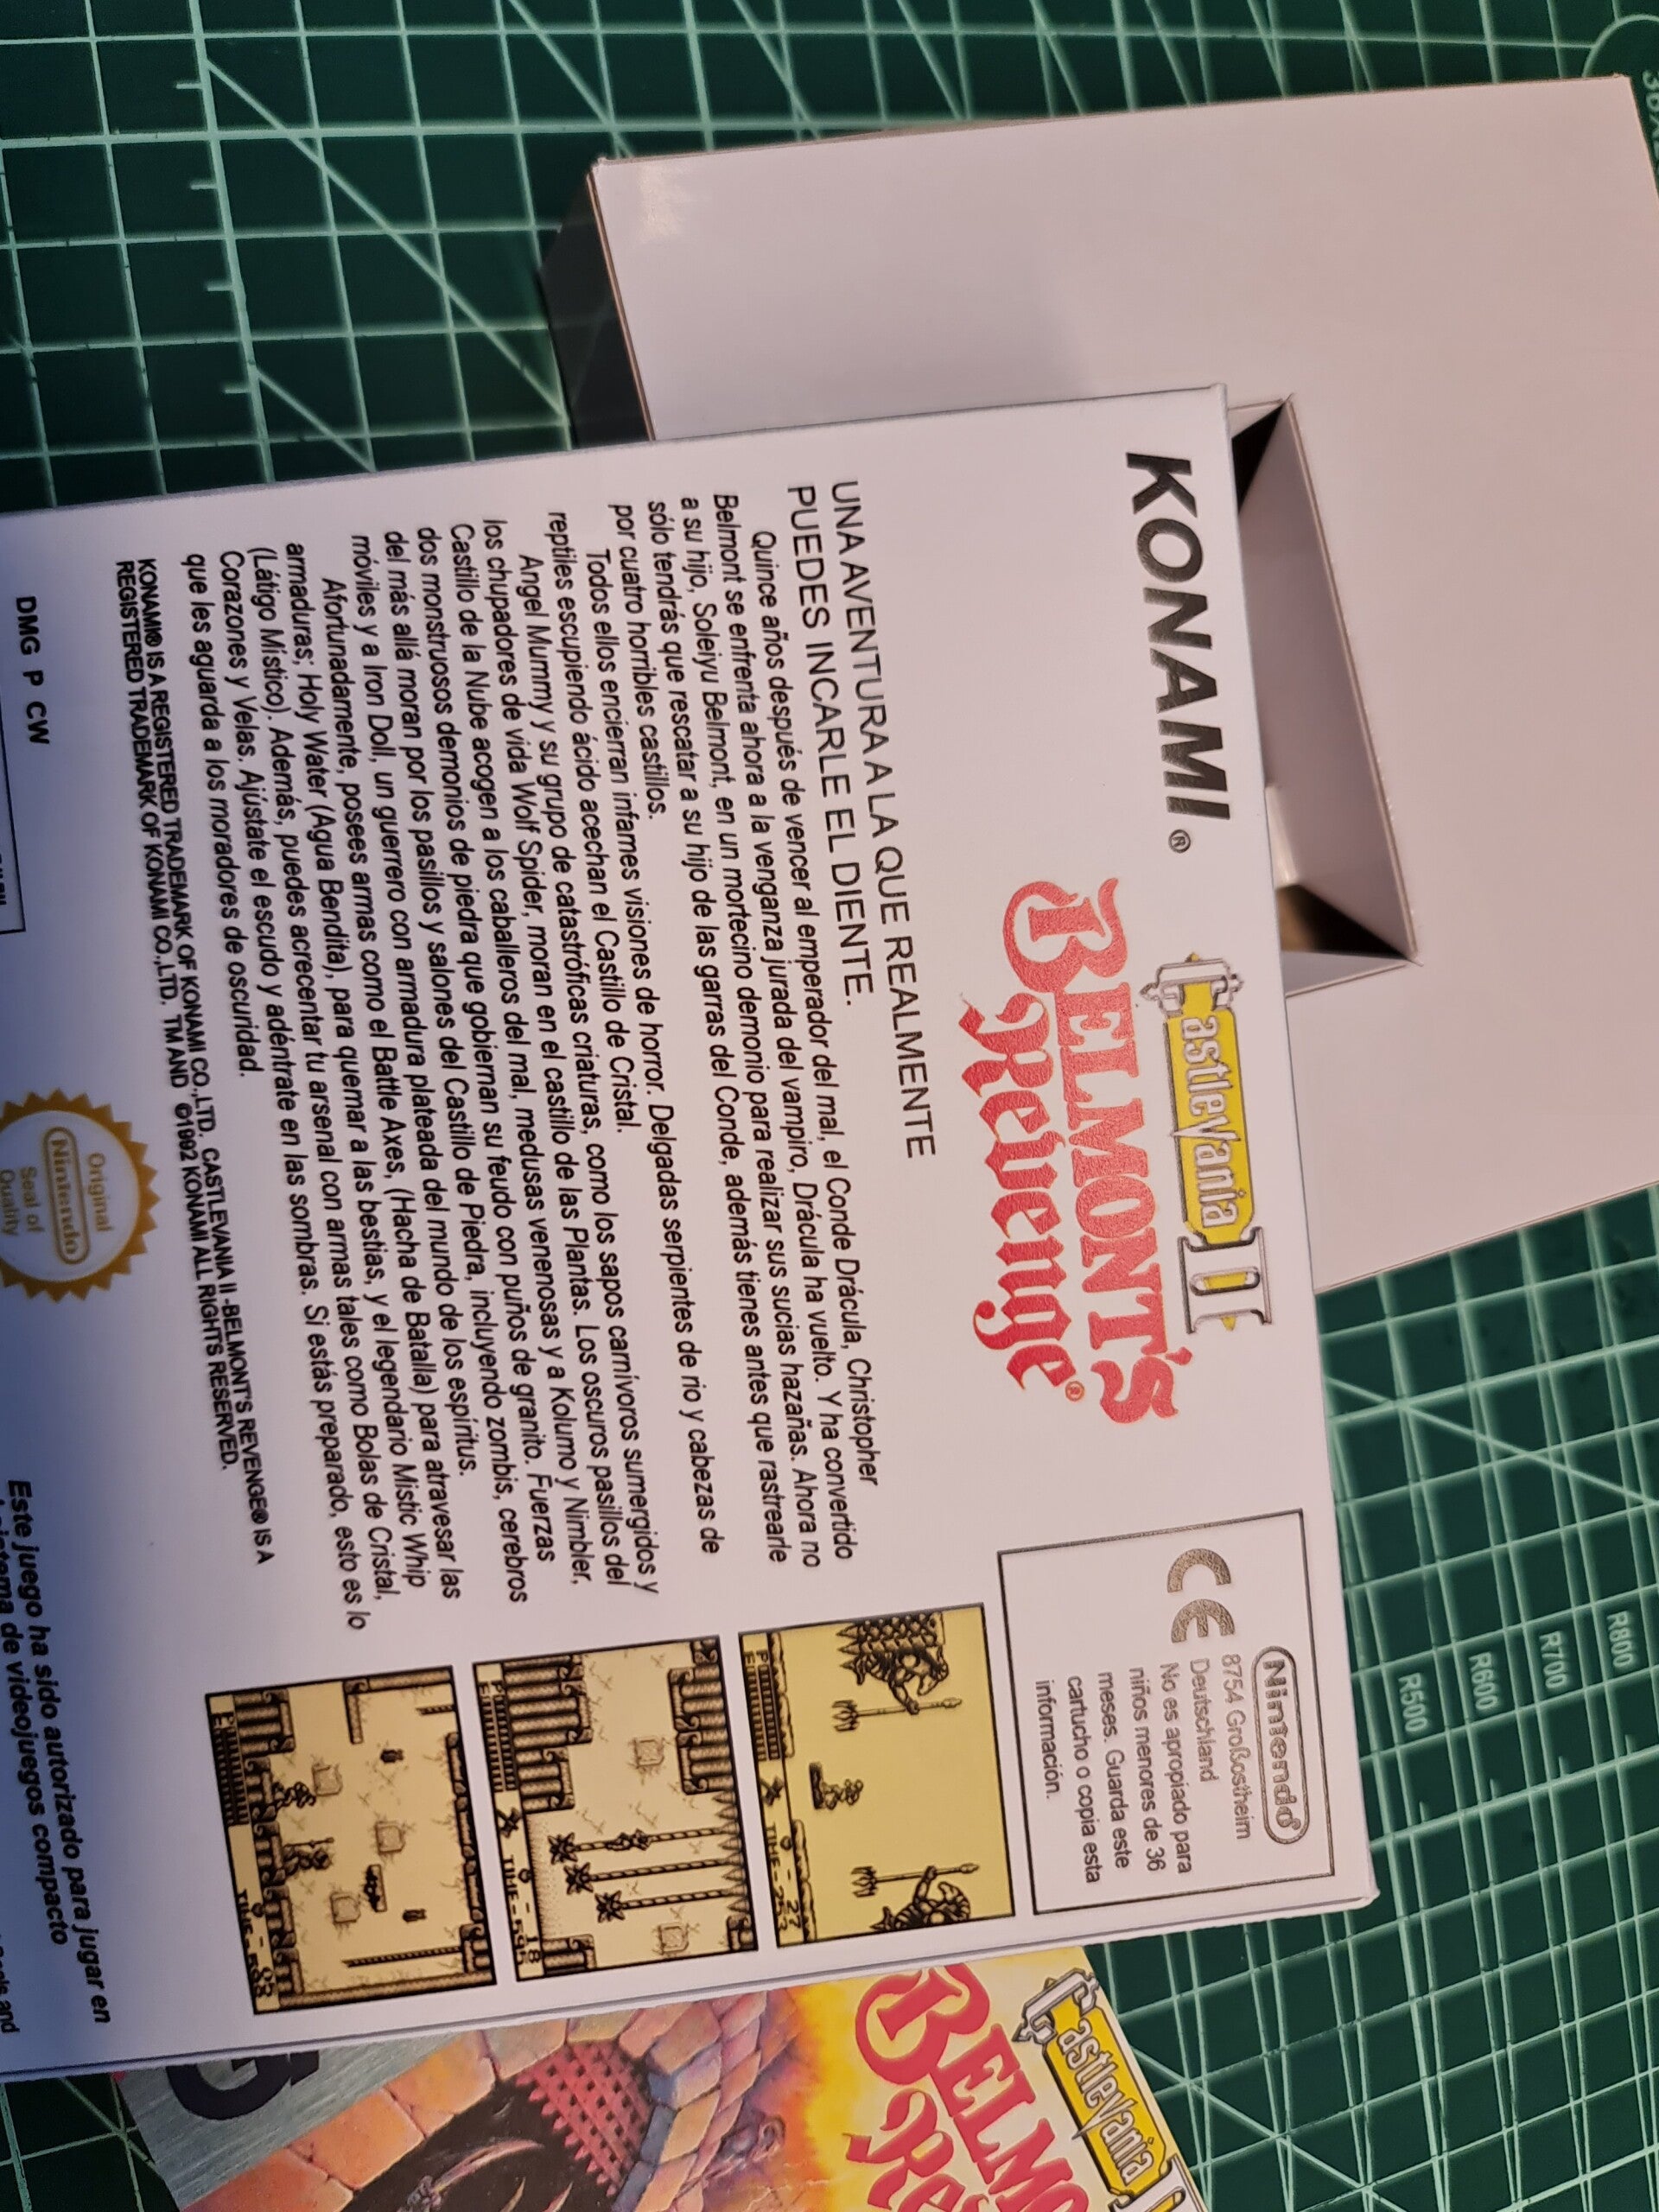 KONAMI®
Castlevania II
BELMONT'S
Revenge®
Nintendo®
8754 Großostheim
Deutschland
No es apropiado para
niños menores de 36
meses. Guarda este
cartucho o copia esta
información.
CE
UNA AVENTURA A LA QUE REALMENTE
PUEDES INCARLE EL DIENTE.
Quince años después de vencer al emperador del mal, el Conde Drácula, Christopher
Belmont se enfrenta ahora a la venganza jurada del vampiro, Drácula ha vuelto. Y ha convertido
a su hijo, Soleiyu Belmont, en un mortecino demonio para realizar sus sucias hazañas. Ahora no
sólo tendrás que rescatar a su hijo de las garras del Conde, además tienes antes que rastrearle
por cuatro horribles castillos.
Todos ellos encierran infames visiones de horror. Delgadas serpientes de rio y cabezas de
reptiles escupiendo ácido acechan el Castillo de Cristal.
Angel Mummy y su grupo de catastróficas criaturas, como los sapos carnívoros sumergidos y
los chupadores de vida Wolf Spider, moran en el castillo de las Plantas. Los oscuros pasillos del
Castillo de la Nube acogen a los caballeros del mal, medusas venenosas y a Kolumo y Nimbler,
dos monstruosos demonios de piedra que gobiernan su feudo con puños de granito. Fuerzas
del más allá moran por los pasillos y salones del Castillo de Piedra, incluyendo zombis, cerebros
móviles y a Iron Doll, un guerrero con armadura plateada del mundo de los espíritus.
Afortunadamente, posees armas como el Battle Axes, (Hacha de Batalla) para atravesar las
armaduras; Holy Water (Agua Bendita), para quemar a las bestias, y el legendario Mistic Whip
(Látigo Mistico). Además, puedes acrecentar tu arsenal con armas tales como Bolas de Cristal,
Corazones y Velas. Ajústate el escudo y adéntrate en las sombras. Si estás preparado, esto es lo
que les aguarda a los moradores de oscuridad.
KONAMI® IS A REGISTERED TRADEMARK OF KONAMI CO.,LTD. CASTLEVANIA II -BELMONT'S REVENGE® IS A
REGISTERED TRADEMARK OF KONAMI CO.,LTD. TM AND ©1992 KONAMI ALL RIGHTS RESERVED.
DMG P CW
Original
Nintendo
Seal of
Quality
Este juego ha sido autorizado para jugar en
de videojuegos compacto
and
TIME-595
R500
R600
R700
R800
Castlevania
BELMO
Re